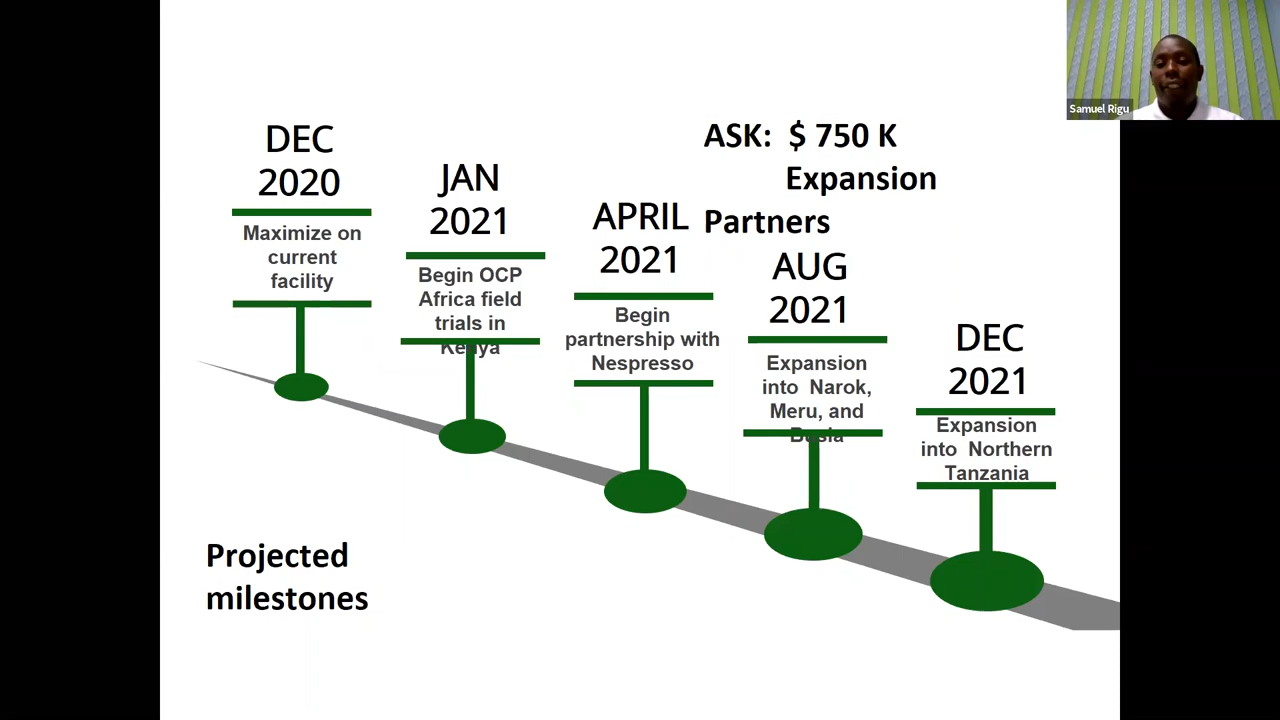 Samuel Rigu
ASK: $ 750 K
Expansion
Partners
DEC
2020
Maximize on
current
facility
JAN
2021
Begin OCP
Africa field
trials in
Kenya
APRIL
2021
Begin
partnership with
Nespresso
AUG
2021
Expansion
into Narok,
Meru, and
Busia
DEC
2021
Expansion
into Northern
Tanzania
Projected
milestones